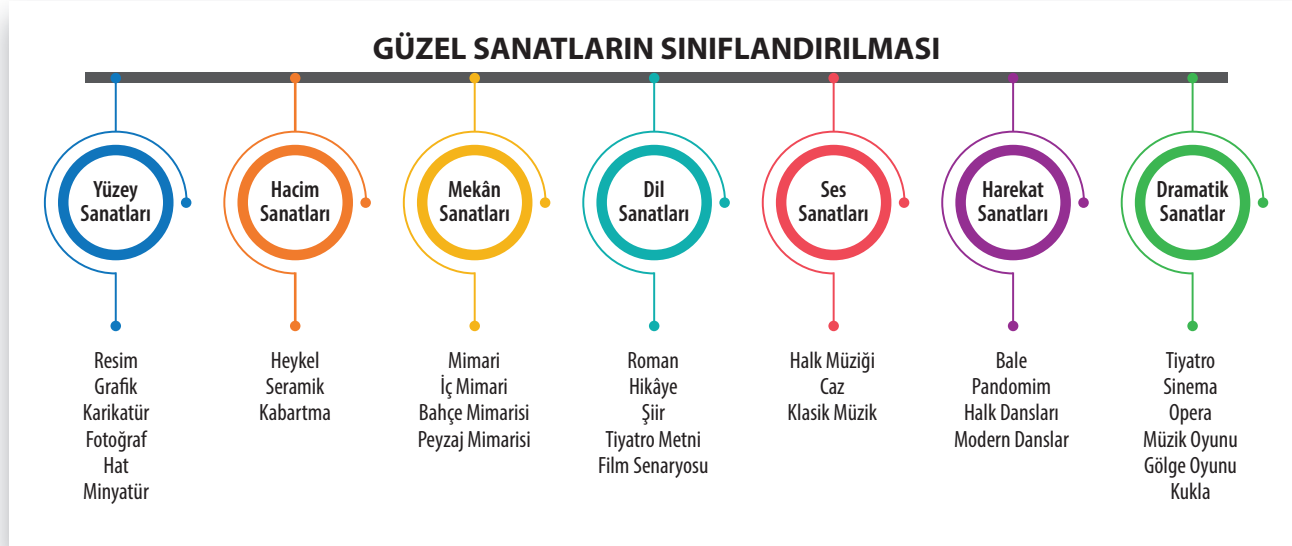 GÜZEL SANATLARIN SINIFLANDIRILMASI
Yüzey
Sanatları
Hacim
Sanatları
Mekân
Sanatları
Dil
Sanatları
Ses
Sanatları
Harekat
Sanatları
Dramatik
Sanatlar
Resim
Grafik
Karikatür
Fotoğraf
Hat
Minyatür
Heykel
Seramik
Kabartma
Mimari
İç Mimari
Bahçe Mimarisi
Peyzaj Mimarisi
Roman
Hikâye
Şiir
Tiyatro Metni
Film Senaryosu
Halk Müziği
Caz
Klasik Müzik
Bale
Pandomim
Halk Dansları
Modern Danslar
Tiyatro
Sinema
Opera
Müzik Oyunu
Gölge Oyunu
Kukla